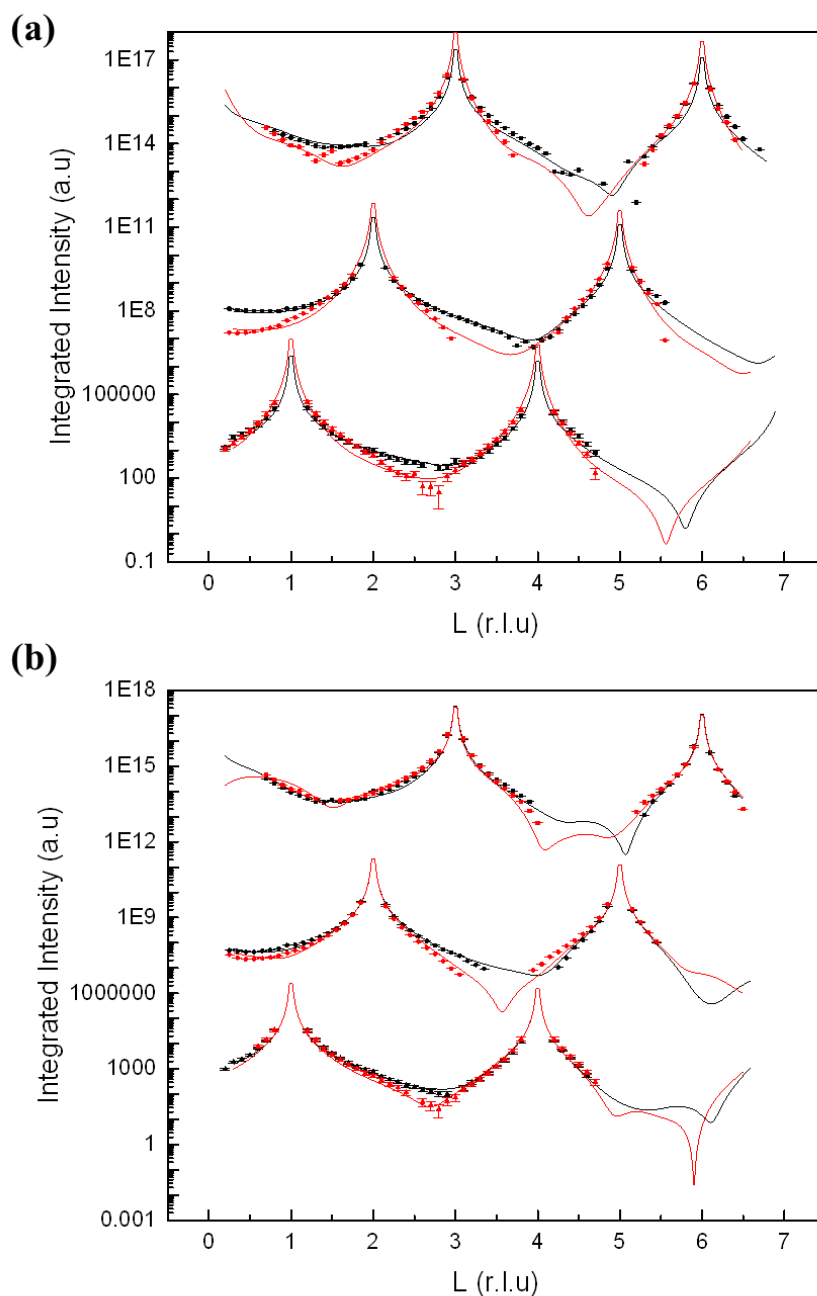 (a)
1E17
1E14
1E11
1E8
100000
100
0.1
Integrated Intensity (a.u)
0 1 2 3 4 5 6 7
L (r.l.u)
(b)
1E18
1E15
1E12
1E9
1000000
1000
1
0.001
Integrated Intensity (a.u)
0 1 2 3 4 5 6 7
L (r.l.u)